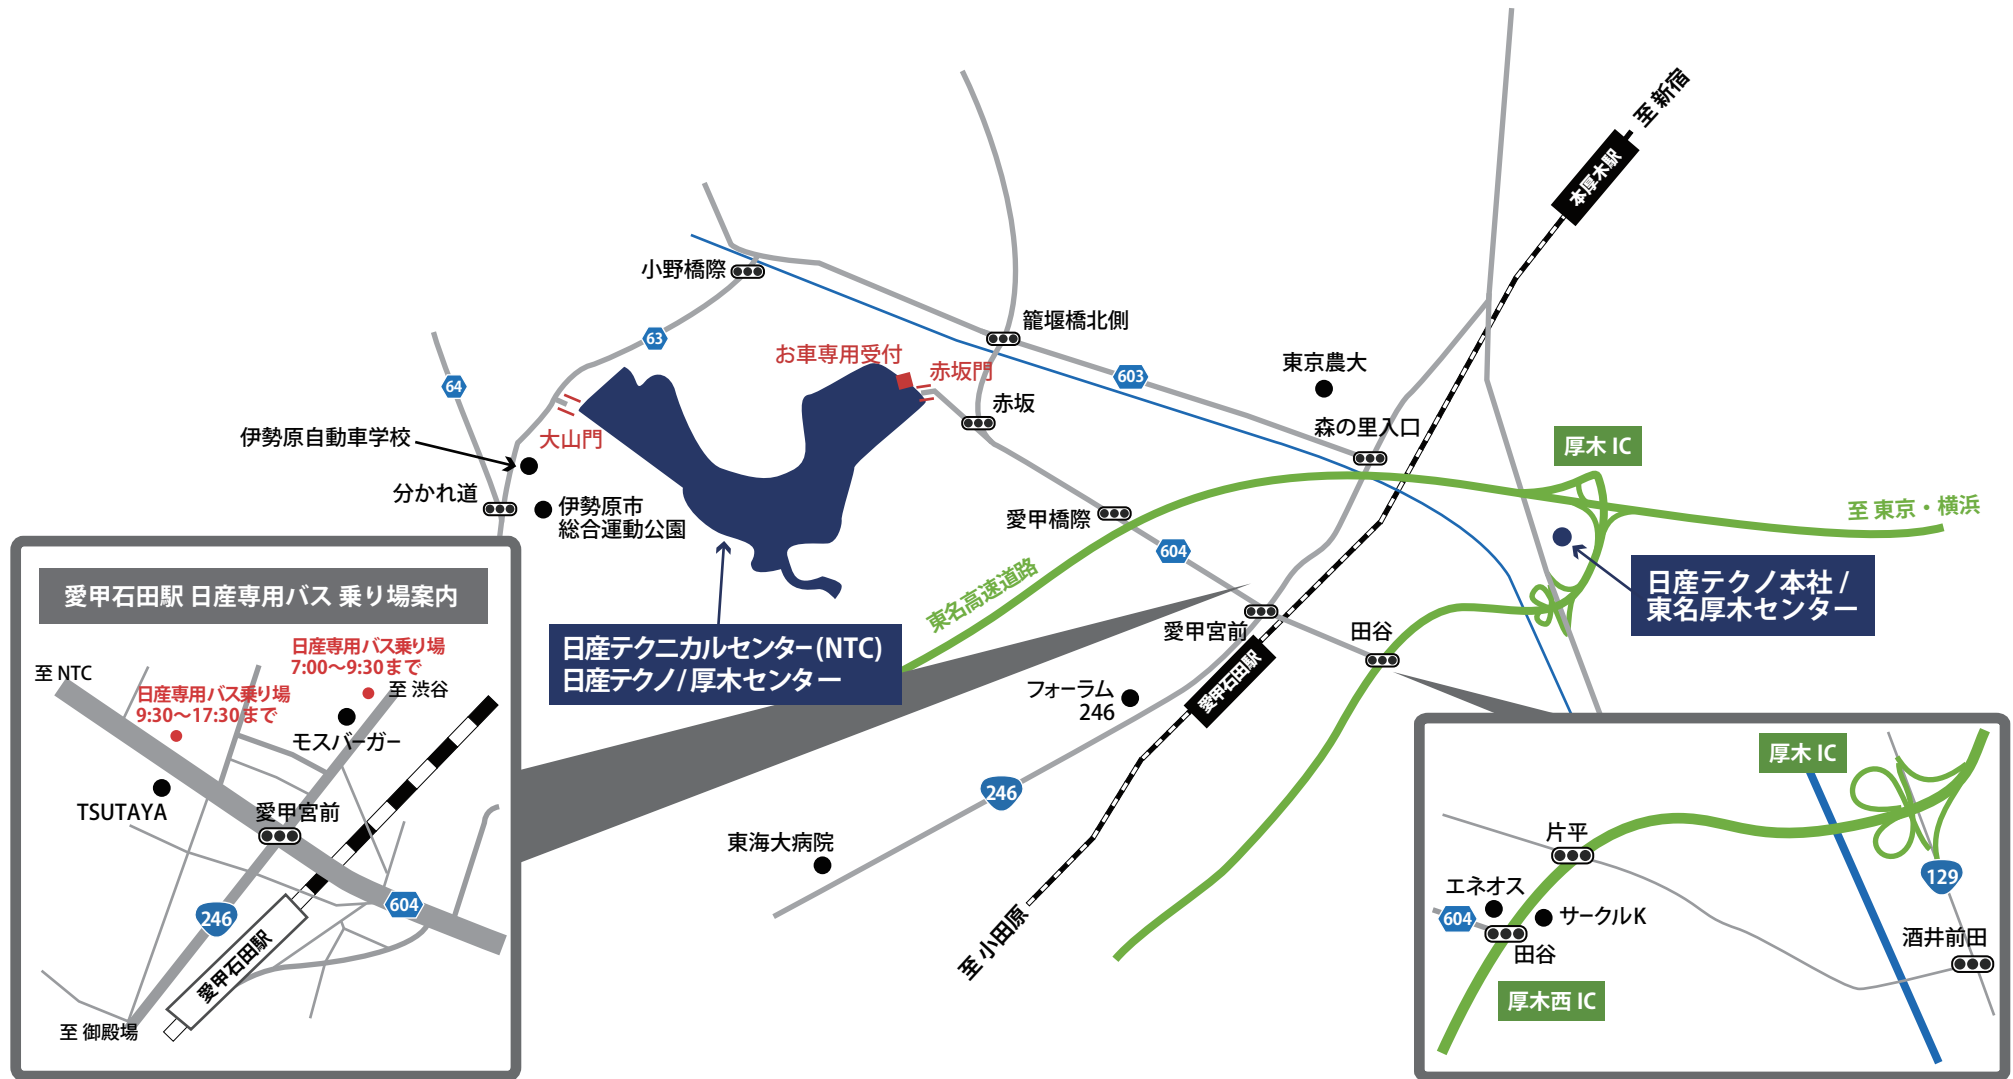 至 新宿
本厚木駅
小野橋際
63
籠堰橋北側
お車専用受付
赤坂門
603
東京農大
64
赤坂
森の里入口
伊勢原自動車学校
大山門
厚木 IC
分かれ道
伊勢原市
総合運動公園
愛甲橋際
至 東京・横浜
604
東名高速道路
日産テクノ本社 /
東名厚木センター
愛甲宮前
田谷
日産テクニカルセンター(NTC)
日産テクノ/ 厚木センター
愛甲石田駅
フォーラム
246
246
東海大病院
至 小田原
愛甲石田駅 日産専用バス 乗り場案内
日産専用バス乗り場
7:00～9:30 まで
至 NTC
至 渋谷
日産専用バス乗り場
9:30～17:30 まで
モスバーガー
TSUTAYA
愛甲宮前
604
246
愛甲石田駅
至 御殿場
厚木 IC
片平
129
エネオス
604
サークルK
田谷
酒井前田
厚木西 IC